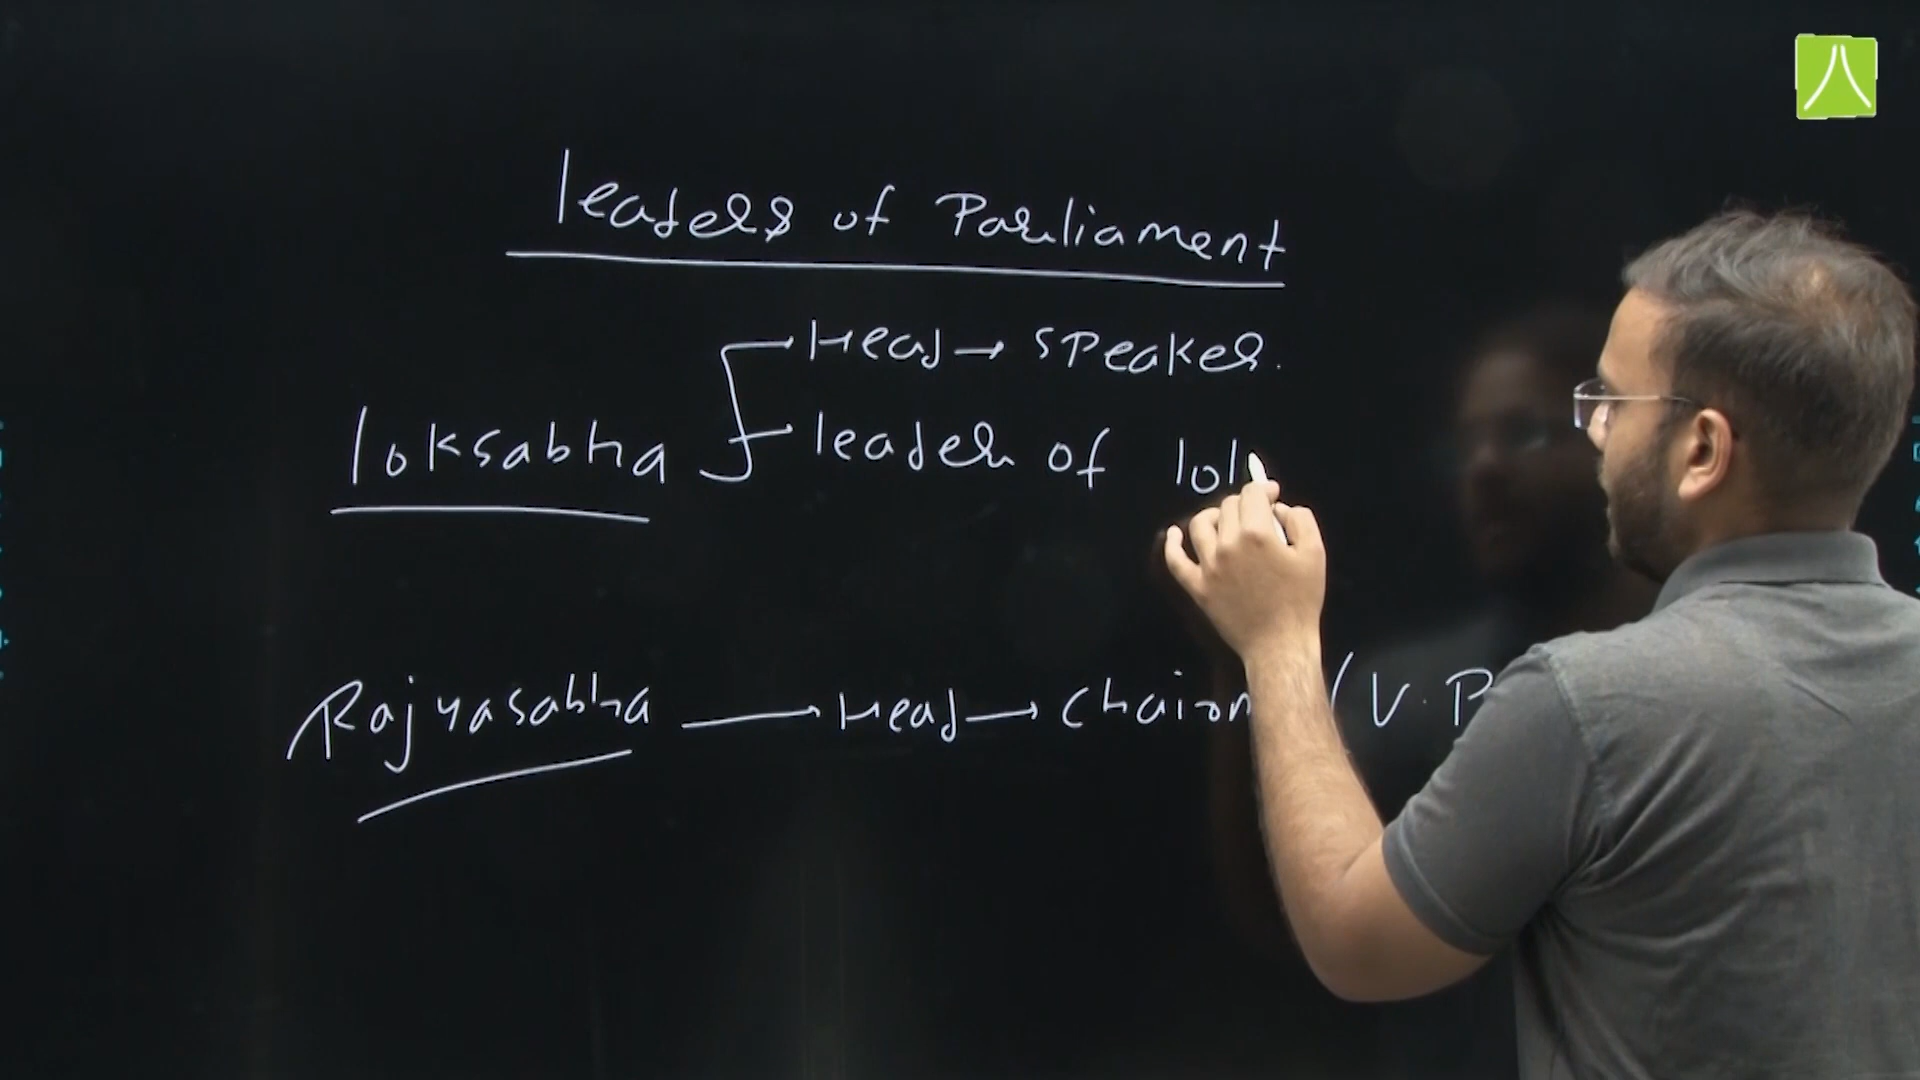 leaders of Parliament
Head → speaker.
loksabha
leader of lok
Rajyasabha → Head → chairm (V.P